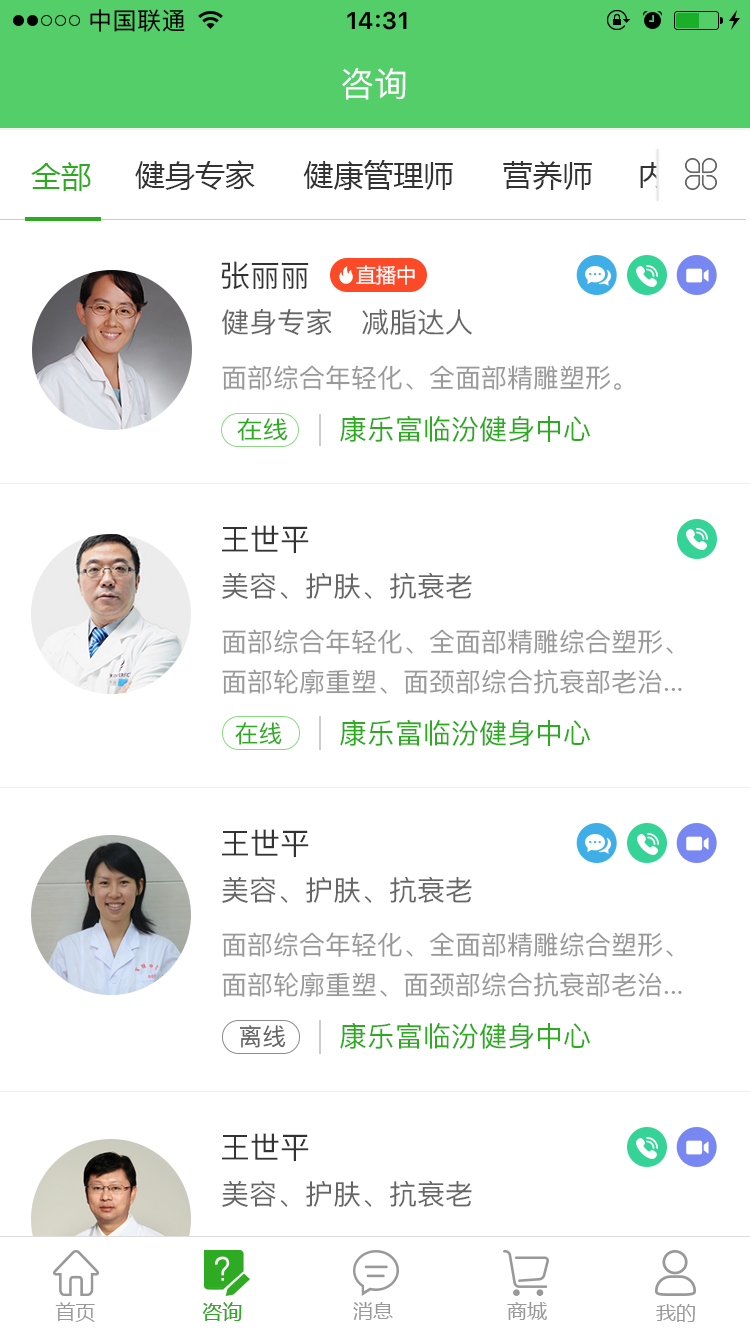 中国联通 14:31
咨询
全部 健身专家 健康管理师 营养师
张丽丽 直播中
健身专家 减脂达人
面部综合年轻化、全面部精雕塑形。
在线 康乐富临汾健身中心
王世平
美容、护肤、抗衰老
面部综合年轻化、全面部精雕综合塑形、
面部轮廓重塑、面颈部综合抗衰部老治...
在线 康乐富临汾健身中心
王世平
美容、护肤、抗衰老
面部综合年轻化、全面部精雕综合塑形、
面部轮廓重塑、面颈部综合抗衰部老治...
离线 康乐富临汾健身中心
王世平
美容、护肤、抗衰老
首页 咨询 消息 商城 我的